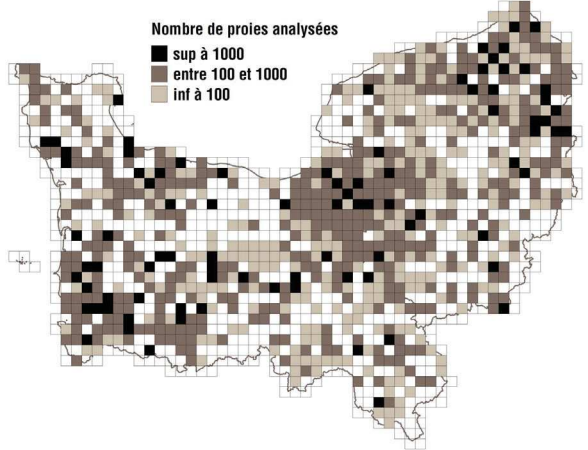 Nombre de proies analysées
sup à 1000
entre 100 et 1000
inf à 100